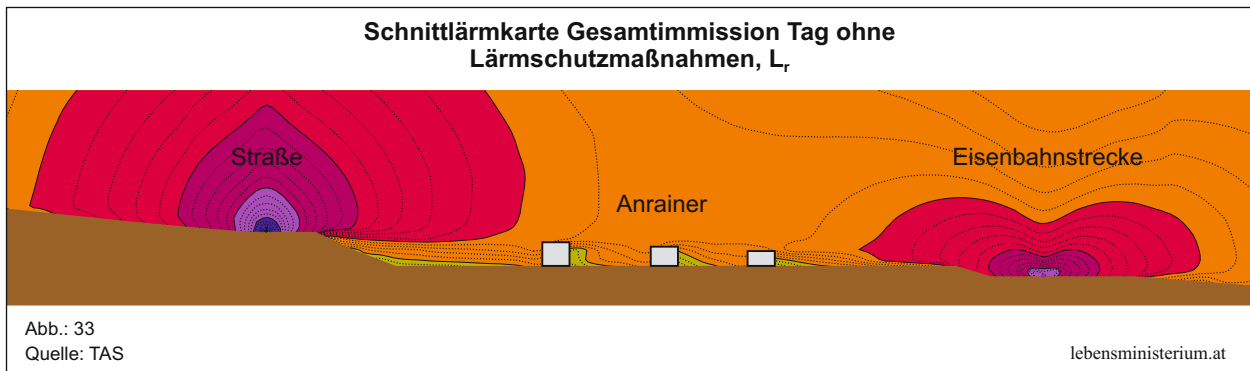 Schnittlärmkarte Gesamtimmission Tag ohne
Lärmschutzmaßnahmen, Lr
Straße
Eisenbahnstrecke
Anrainer
Abb.: 33
Quelle: TAS
lebensministerium.at